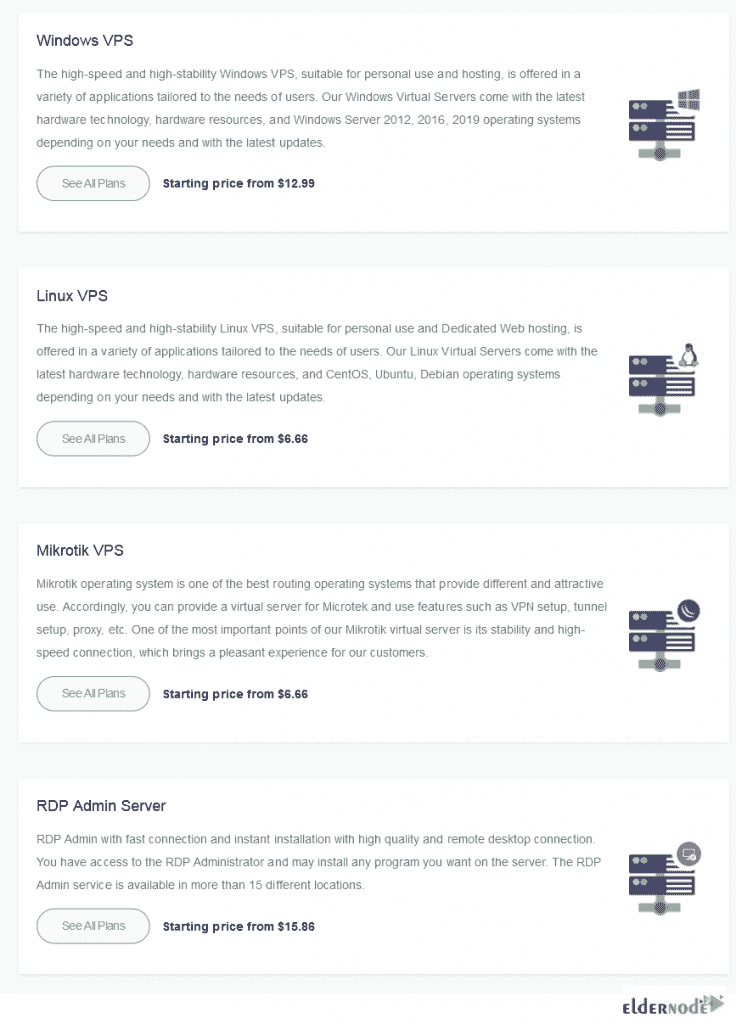 Windows VPS
The high-speed and high-stability Windows VPS, suitable for personal use and hosting, is offered in a
variety of applications tailored to the needs of users. Our Windows Virtual Servers come with the latest
hardware technology, hardware resources, and Windows Server 2012, 2016, 2019 operating systems
depending on your needs and with the latest updates.
See All Plans Starting price from $12.99
Linux VPS
The high-speed and high-stability Linux VPS, suitable for personal use and Dedicated Web hosting, is
offered in a variety of applications tailored to the needs of users. Our Linux Virtual Servers come with the
latest hardware technology, hardware resources, and CentOS, Ubuntu, Debian operating systems
depending on your needs and with the latest updates.
See All Plans Starting price from $6.66
Mikrotik VPS
Mikrotik operating system is one of the best routing operating systems that provide different and attractive
use. Accordingly, you can provide a virtual server for Microtek and use features such as VPN setup, tunnel
setup, proxy, etc. One of the most important points of our Mikrotik virtual server is its stability and high-
speed connection, which brings a pleasant experience for our customers.
See All Plans Starting price from $6.66
RDP Admin Server
RDP Admin with fast connection and instant installation with high quality and remote desktop connection.
You have access to the RDP Administrator and may install any program you want on the server. The RDP
Admin service is available in more than 15 different locations.
See All Plans Starting price from $15.86
eldernode